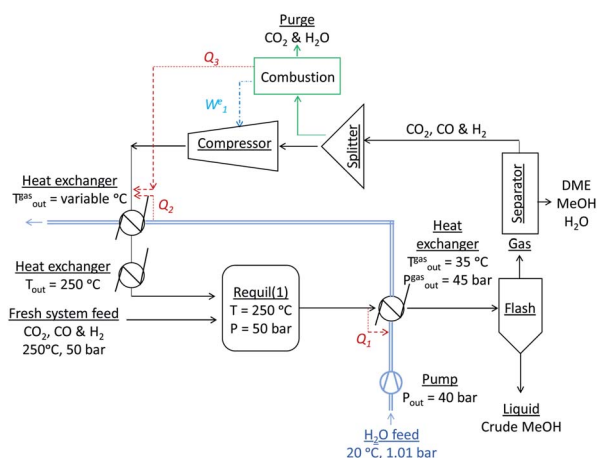 Purge
CO₂ & H₂O
Q₃
Combustion
Wᵉ₁
Compressor
Splitter
CO₂, CO & H₂
Separator
DME
MeOH
H₂O
Heat exchanger
Tᵍᵃˢₒᵤₜ = variable °C
Q₂
Heat exchanger
Tₒᵤₜ = 250 °C
Fresh system feed
CO₂, CO & H₂
250°C, 50 bar
Requil(1)
T = 250 °C
P = 50 bar
Heat
exchanger
Tᵍᵃˢₒᵤₜ = 35 °C
Pᵍᵃˢₒᵤₜ = 45 bar
Q₁
Gas
Flash
Pump
Pₒᵤₜ = 40 bar
Liquid
Crude MeOH
H₂O feed
20 °C, 1.01 bar